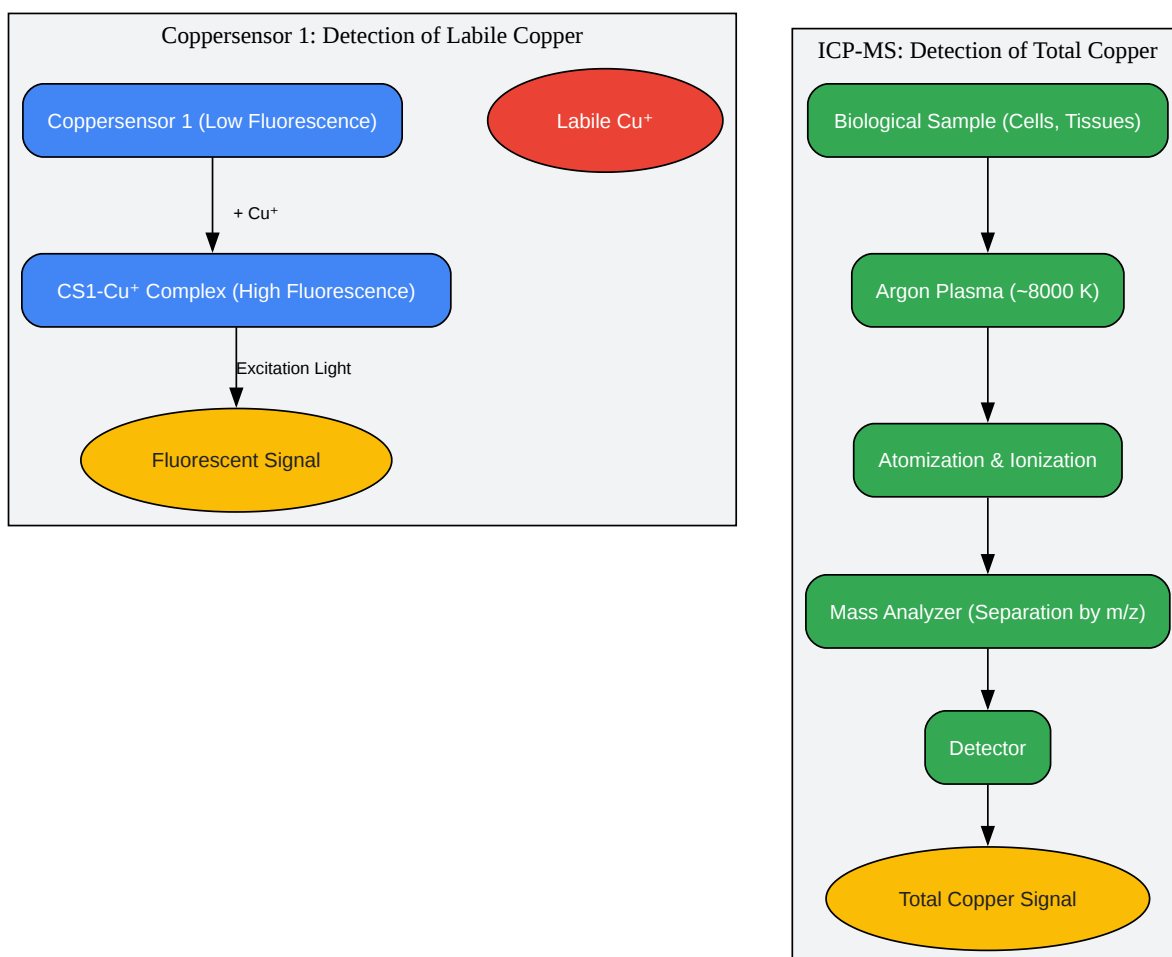 Coppersensor 1: Detection of Labile Copper
Coppersensor 1 (Low Fluorescence)
Labile Cu⁺
+ Cu⁺
CS1-Cu⁺ Complex (High Fluorescence)
Excitation Light
Fluorescent Signal
ICP-MS: Detection of Total Copper
Biological Sample (Cells, Tissues)
Argon Plasma (~8000 K)
Atomization & Ionization
Mass Analyzer (Separation by m/z)
Detector
Total Copper Signal